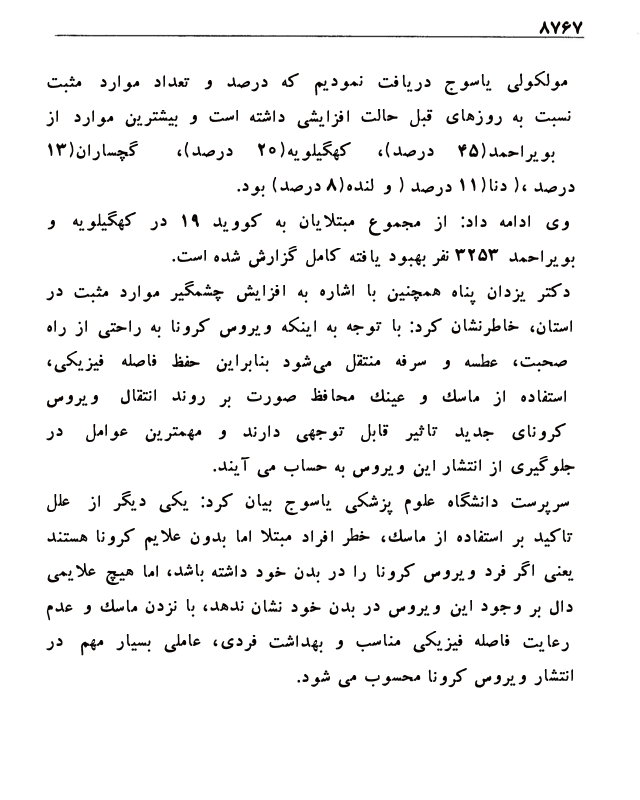 ۸۷۶۷
مولکولی یاسوج دریافت نمودیم که درصد و تعداد موارد مثبت
نسبت به روزهای قبل حالت افزایشی داشته است و بیشترین موارد از
بویراحمد(۴۵ درصد)، کهگیلویه(۲۰ درصد)، گچساران(۱۳
درصد ،( دنا(۱۱ درصد ( و لنده(۸ درصد) بود.
وی ادامه داد: از مجموع مبتلایان به کووید ۱۹ در کهگیلویه و
بویراحمد ۳۲۵۳ نفر بهبود یافته کامل گزارش شده است.
دکتر یزدان پناه همچنین با اشاره به افزایش چشمگیر موارد مثبت در
استان، خاطرنشان کرد: با توجه به اینکه ویروس کرونا به راحتی از راه
صحبت، عطسه و سرفه منتقل می‌شود بنابراین حفظ فاصله فیزیکی،
استفاده از ماسك و عینك محافظ صورت بر روند انتقال ویروس
کرونای جدید تاثیر قابل توجهی دارند و مهمترین عوامل در
جلوگیری از انتشار این ویروس به حساب می آیند.
سرپرست دانشگاه علوم پزشکی یاسوج بیان کرد: یکی دیگر از علل
تاکید بر استفاده از ماسك، خطر افراد مبتلا اما بدون علایم کرونا هستند
یعنی اگر فرد ویروس کرونا را در بدن خود داشته باشد، اما هیچ علایمی
دال بر وجود این ویروس در بدن خود نشان ندهد، با نزدن ماسك و عدم
رعایت فاصله فیزیکی مناسب و بهداشت فردی، عاملی بسیار مهم در
انتشار ویروس کرونا محسوب می شود.